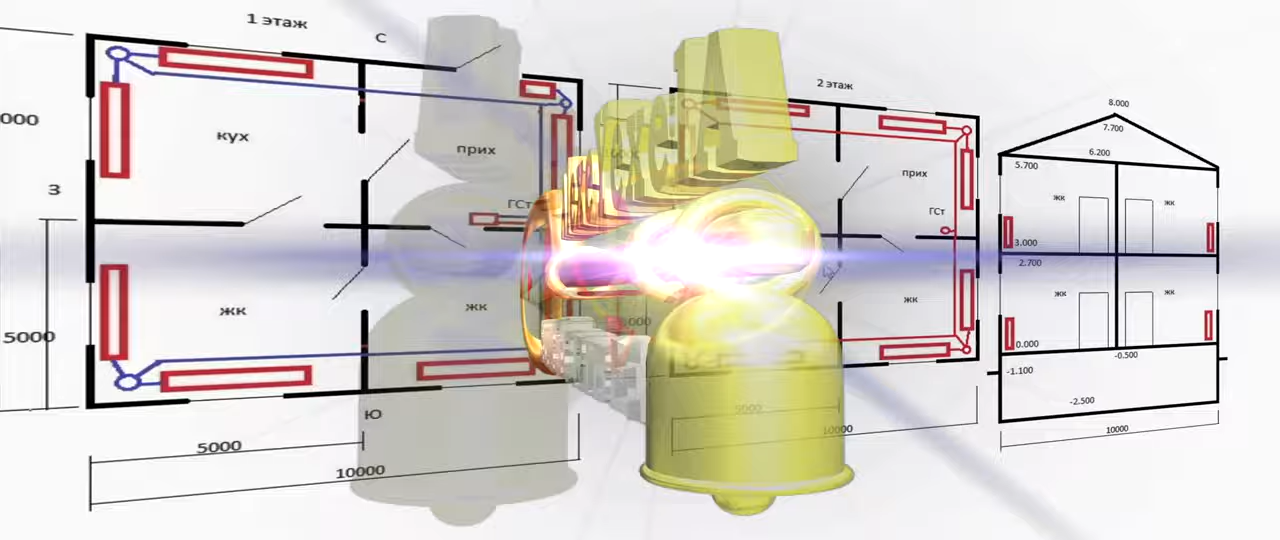 1 этаж
С
000
кух
прих
З
ГСт
жк
жк
5000
Ю
5000
10000
2 этаж
прих
ГСт
жк
10000
8.000
7.700
6.200
5.700
жк
жк
3.000
2.700
жк
жк
0.000
-0.500
-1.100
-2.500
10000